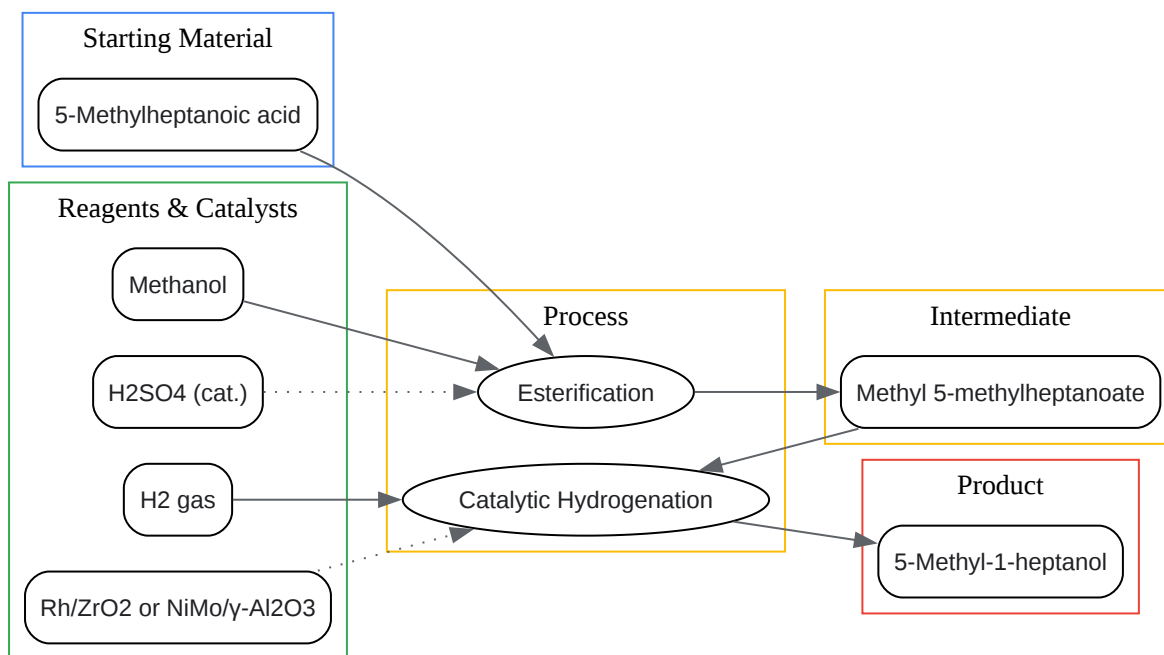 Starting Material
5-Methylheptanoic acid
Reagents & Catalysts
Methanol
H2SO4 (cat.)
H2 gas
Rh/ZrO2 or NiMo/γ-Al2O3
Process
Esterification
Catalytic Hydrogenation
Intermediate
Methyl 5-methylheptanoate
Product
5-Methyl-1-heptanol